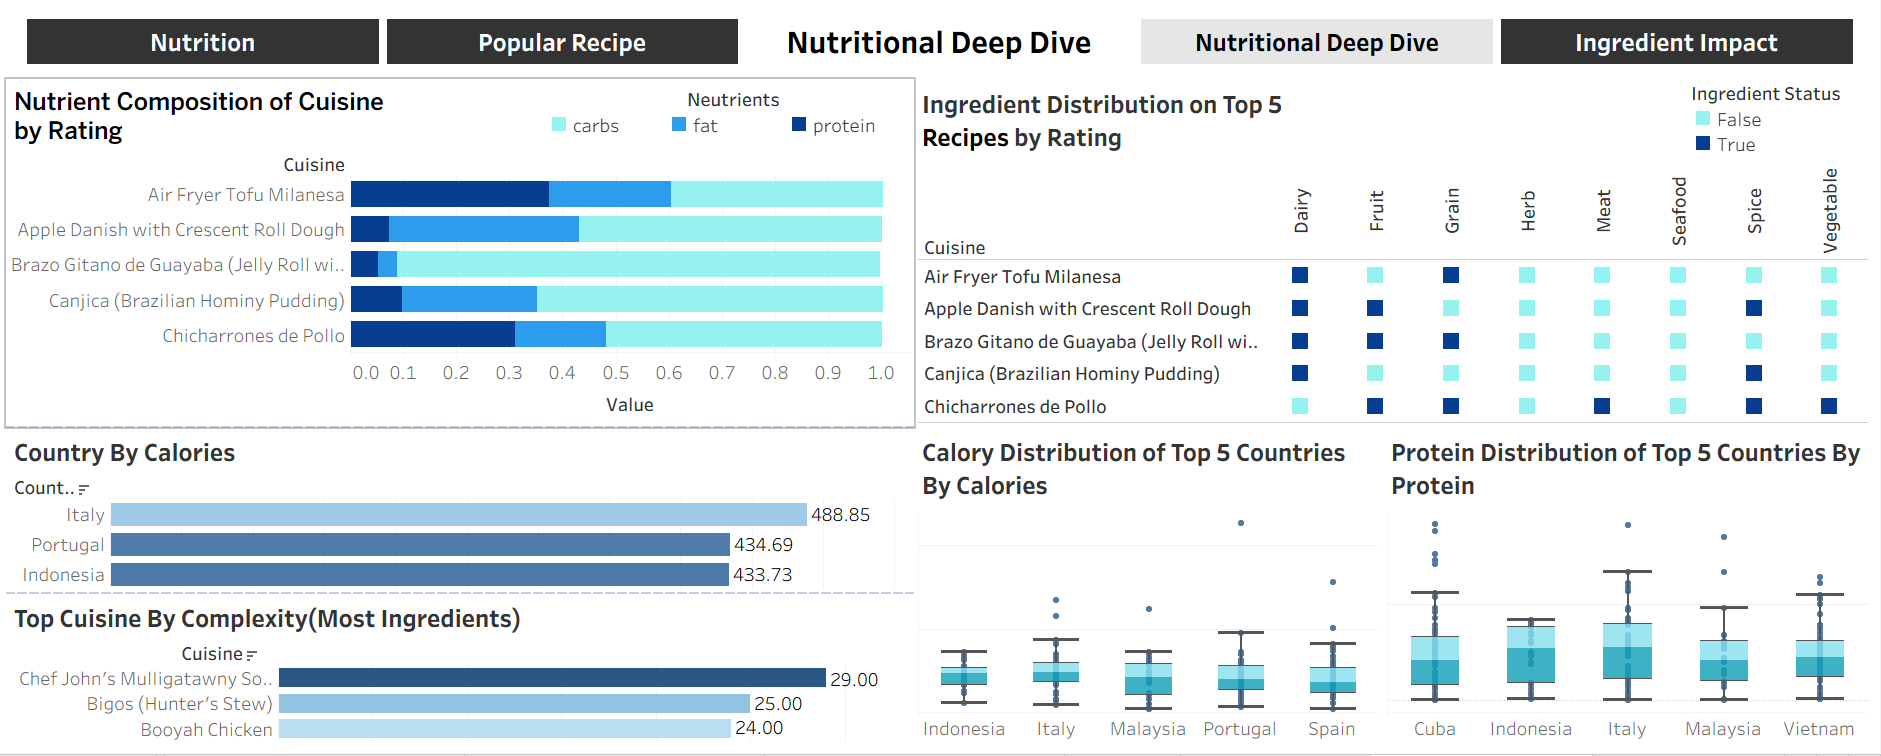 Nutrition
Popular Recipe
Nutritional Deep Dive
Nutritional Deep Dive
Ingredient Impact
Nutrient Composition of Cuisine
by Rating
Neutrients
carbs
fat
protein
Cuisine
Air Fryer Tofu Milanesa
Apple Danish with Crescent Roll Dough
Brazo Gitano de Guayaba (Jelly Roll wi..
Canjica (Brazilian Hominy Pudding)
Chicharrones de Pollo
0.0 0.1 0.2 0.3 0.4 0.5 0.6 0.7 0.8 0.9 1.0
Value
Ingredient Distribution on Top 5
Recipes by Rating
Ingredient Status
False
True
Cuisine
Dairy
Fruit
Grain
Herb
Meat
Seafood
Spice
Vegetable
Air Fryer Tofu Milanesa
Apple Danish with Crescent Roll Dough
Brazo Gitano de Guayaba (Jelly Roll wi..
Canjica (Brazilian Hominy Pudding)
Chicharrones de Pollo
Country By Calories
Count..
Italy 488.85
Portugal 434.69
Indonesia 433.73
Top Cuisine By Complexity(Most Ingredients)
Cuisine
Chef John's Mulligatawny So.. 29.00
Bigos (Hunter's Stew) 25.00
Booyah Chicken 24.00
Calory Distribution of Top 5 Countries
By Calories
Indonesia Italy Malaysia Portugal Spain
Protein Distribution of Top 5 Countries By
Protein
Cuba Indonesia Italy Malaysia Vietnam